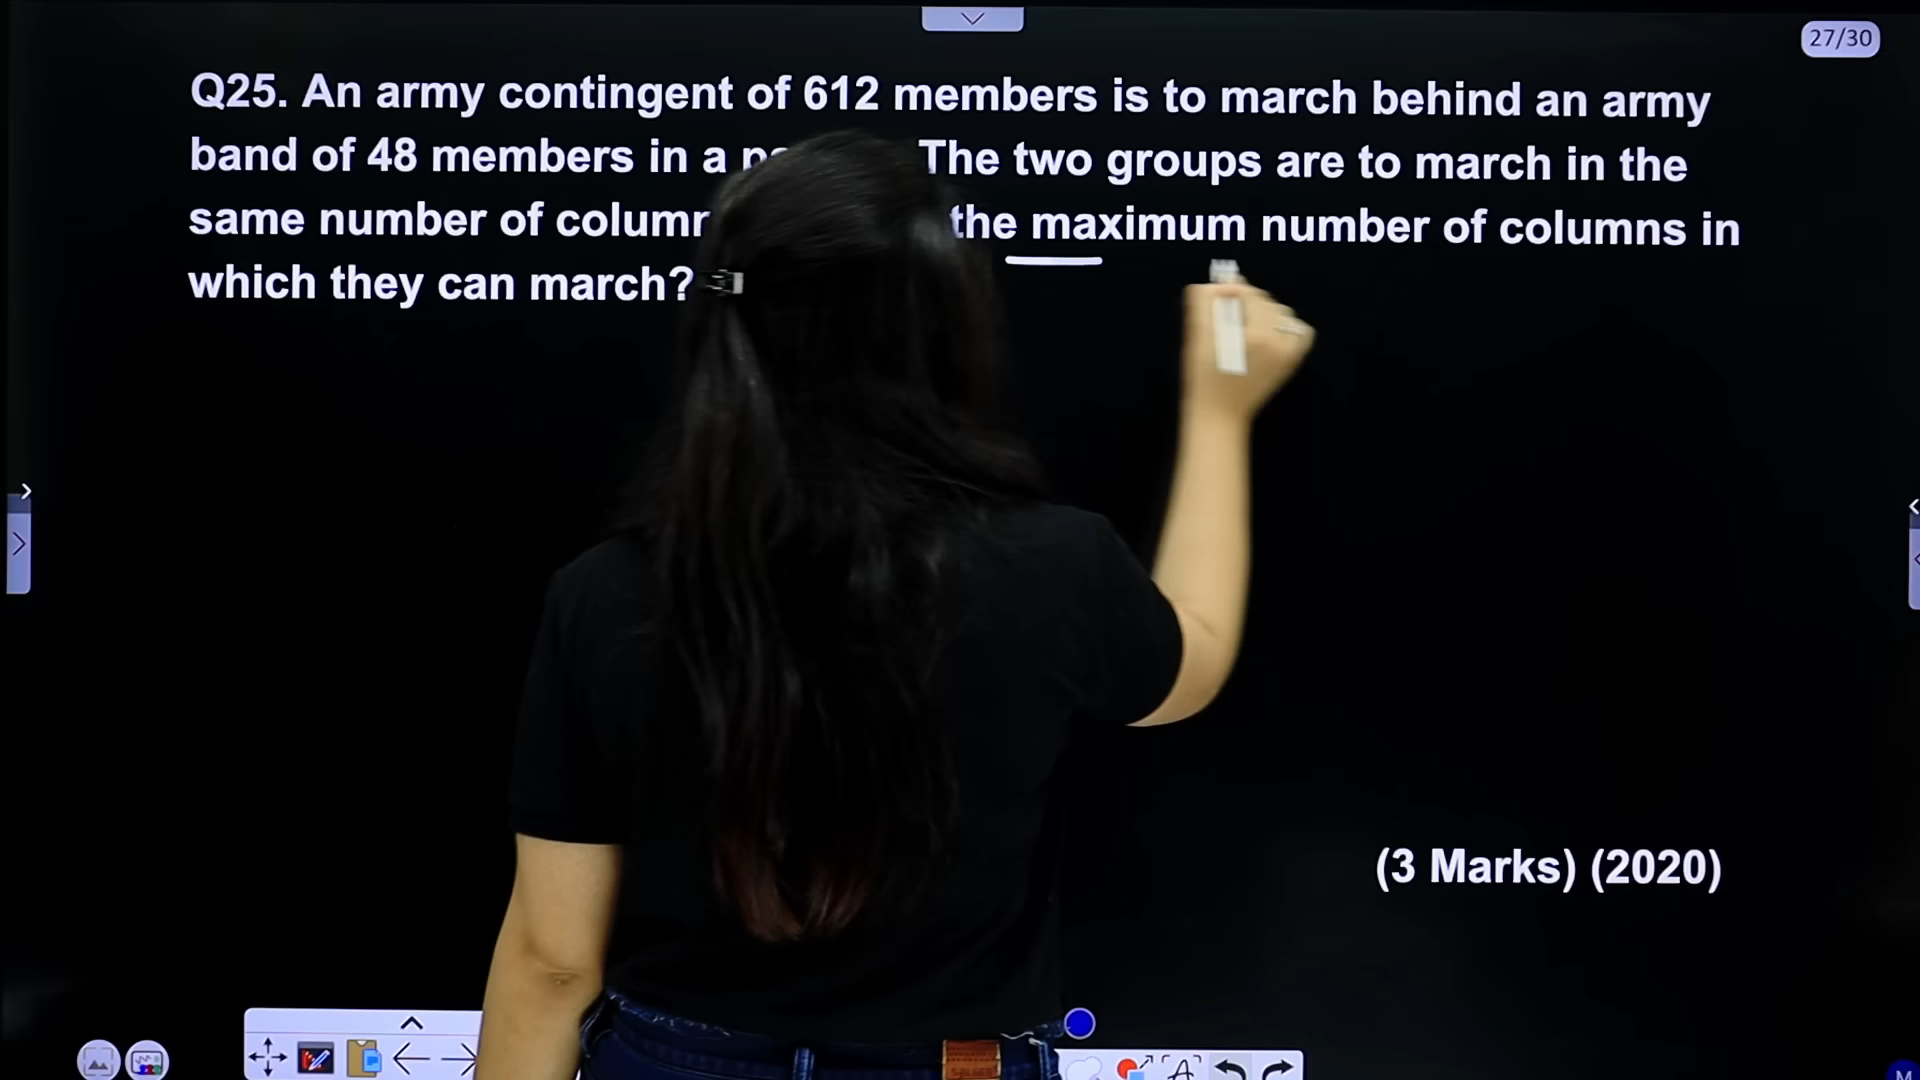 27/30
Q25. An army contingent of 612 members is to march behind an army
band of 48 members in a The two groups are to march in the
same number of the maximum number of columns in
which they can march?
(3 Marks) (2020)